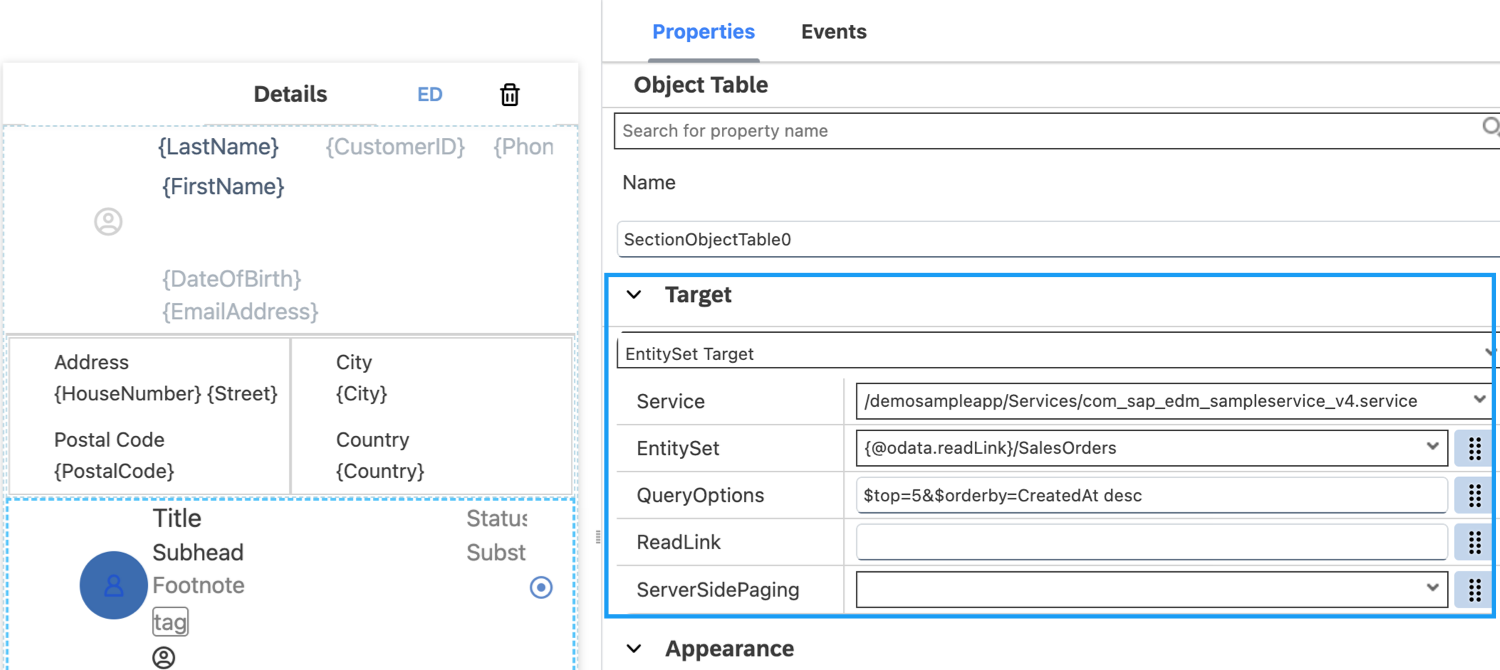 Details ED
{LastName} {CustomerID} {Phon
{FirstName}
{DateOfBirth}
{EmailAddress}
Address City
{HouseNumber} {Street} {City}
Postal Code Country
{PostalCode} {Country}
Title Status
Subhead Subst
Footnote
tag
Properties Events
Object Table
Search for property name
Name
SectionObjectTable0
Target
EntitySet Target
Service /demosampleapp/Services/com_sap_edm_sampleservice_v4.service
EntitySet {@odata.readLink}/SalesOrders
QueryOptions $top=5&$orderby=CreatedAt desc
ReadLink
ServerSidePaging
Appearance